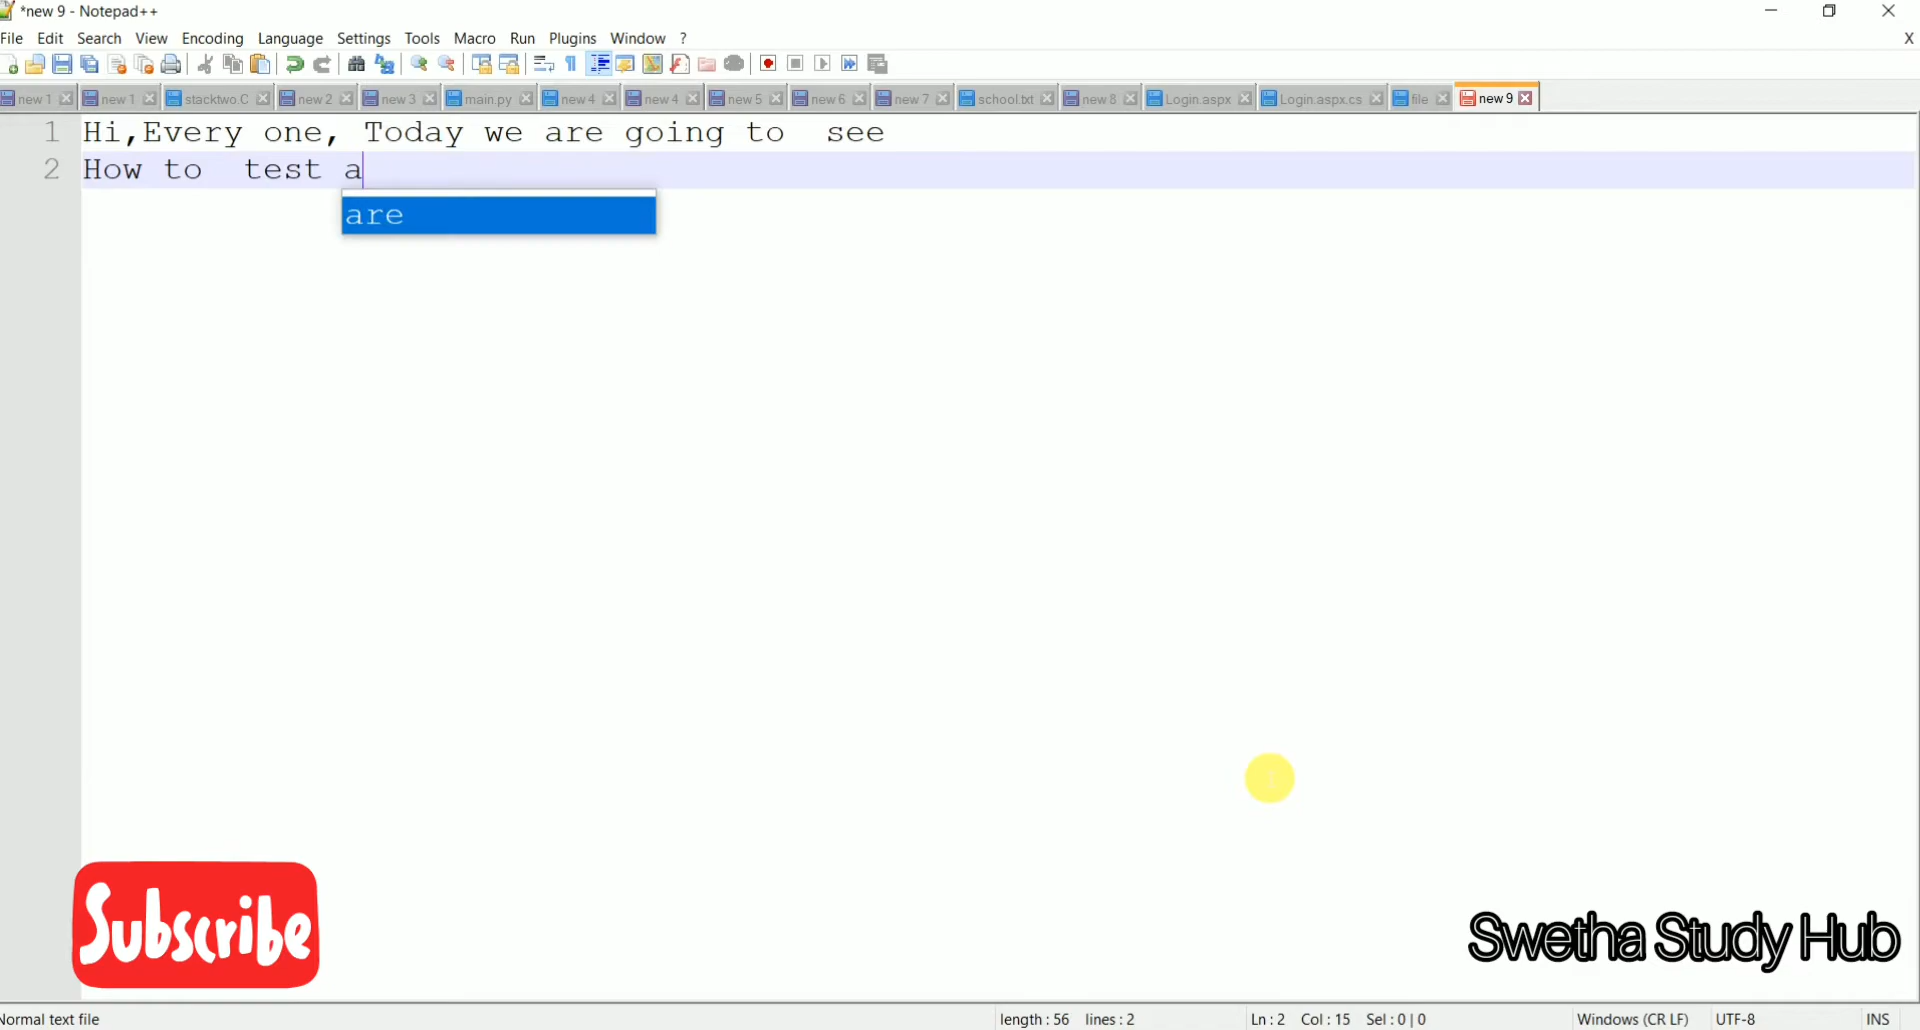 *new 9 - Notepad++
File Edit Search View Encoding Language Settings Tools Macro Run Plugins Window ? X
new 1 new 1 stacktwo.C new 2 new 3 main.py new 4 new 4 new 5 new 6 new 7 school.txt new 8 Login.aspx Login.aspx.cs file new 9
1 Hi,Every one, Today we are going to  see
2 How to  test a
are
Subscribe
Swetha Study Hub
Normal text file length : 56 lines : 2 Ln : 2 Col : 15 Sel : 0 | 0 Windows (CR LF) UTF-8 INS